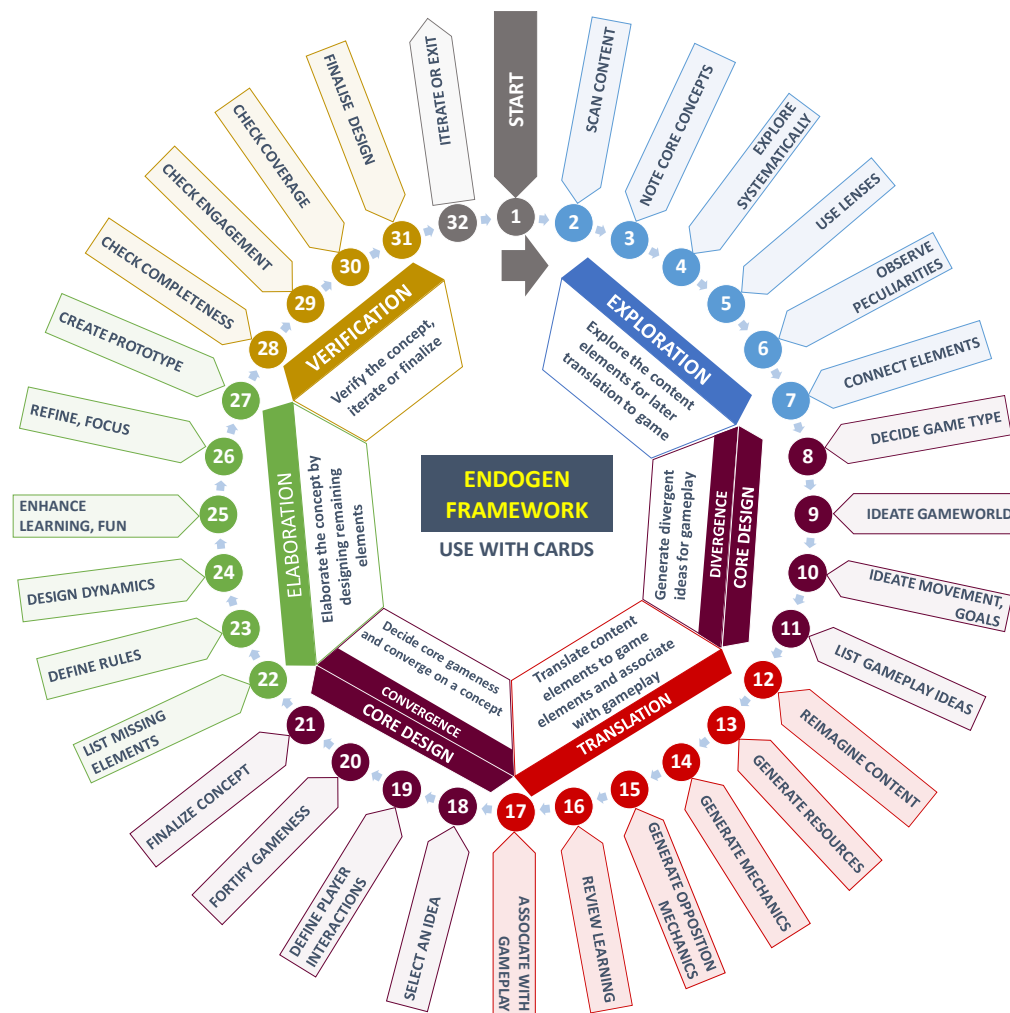 START
1
SCAN CONTENT
2
NOTE CORE CONCEPTS
3
EXPLORE
SYSTEMATICALLY
4
USE LENSES
5
OBSERVE
PECULIARITIES
6
CONNECT ELEMENTS
7
DECIDE GAME TYPE
8
IDEATE GAMEWORLD
9
IDEATE MOVEMENT,
GOALS
10
LIST GAMEPLAY IDEAS
11
REIMAGINE CONTENT
12
GENERATE RESOURCES
13
GENERATE MECHANICS
14
GENERATE OPPOSITION
MECHANICS
15
REVIEW LEARNING
16
ASSOCIATE WITH
GAMEPLAY
17
SELECT AN IDEA
18
DEFINE PLAYER
INTERACTIONS
19
FORTIFY GAMENESS
20
FINALIZE CONCEPT
21
LIST MISSING
ELEMENTS
22
DEFINE RULES
23
DESIGN DYNAMICS
24
ENHANCE
LEARNING, FUN
25
REFINE, FOCUS
26
CREATE PROTOTYPE
27
CHECK COMPLETENESS
28
CHECK ENGAGEMENT
29
CHECK COVERAGE
30
FINALISE DESIGN
31
ITERATE OR EXIT
32
EXPLORATION
Explore the content
elements for later
translation to game
CORE DESIGN
DIVERGENCE
Generate divergent
ideas for gameplay
TRANSLATION
Translate content
elements to game
elements and associate
with gameplay
CORE DESIGN
CONVERGENCE
Decide core gameness
and converge on a concept
ELABORATION
Elaborate the concept by
designing remaining
elements
VERIFICATION
Verify the concept,
iterate or finalize
ENDOGEN
FRAMEWORK
USE WITH CARDS